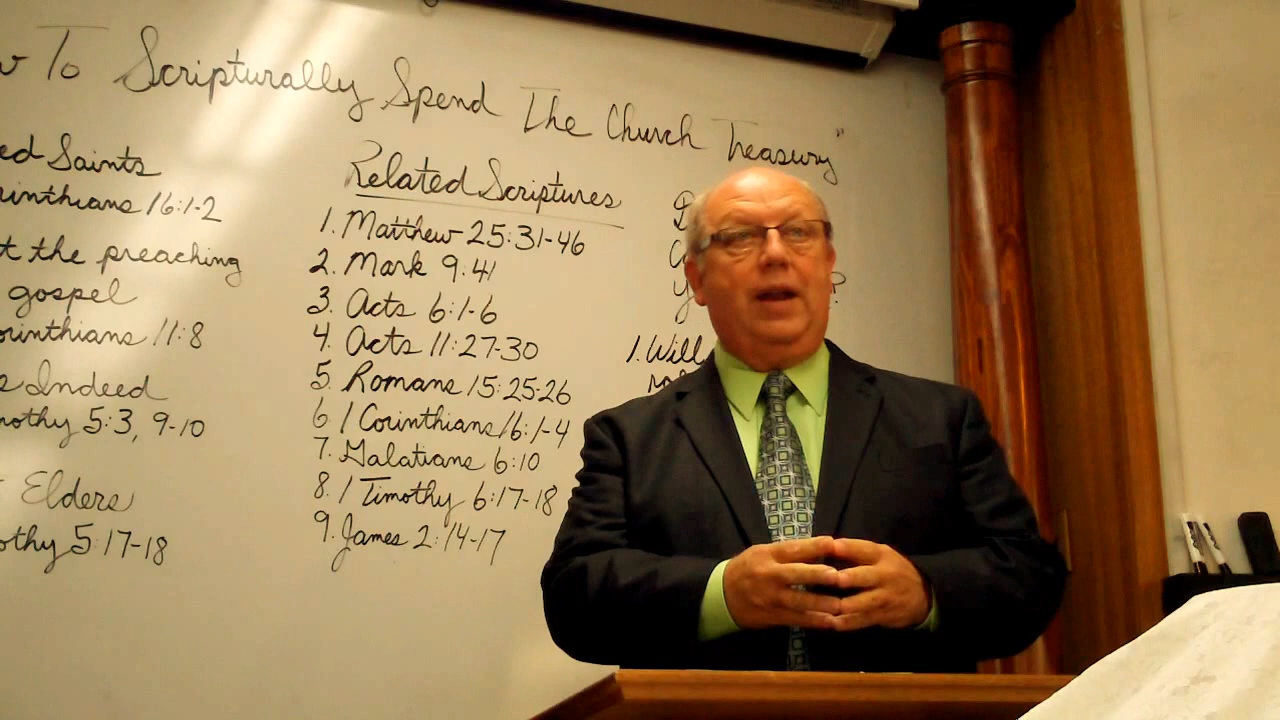 To Scripturally Spend The Church Treasury"
ed Saints
rinthians 16:1-2
t the preaching
gospel
orinthians 11:8
s Indeed
mothy 5:3, 9-10
Elders
othy 5:17-18
Related Scriptures
1. Matthew 25:31-46
2. Mark 9:41
3. Acts 6:1-6
4. Acts 11:27-30
5. Romans 15:25-26
6 1 Corinthians 16:1-4
7. Galatians 6:10
8. 1 Timothy 6:17-18
9. James 2:14-17
?
1. Will